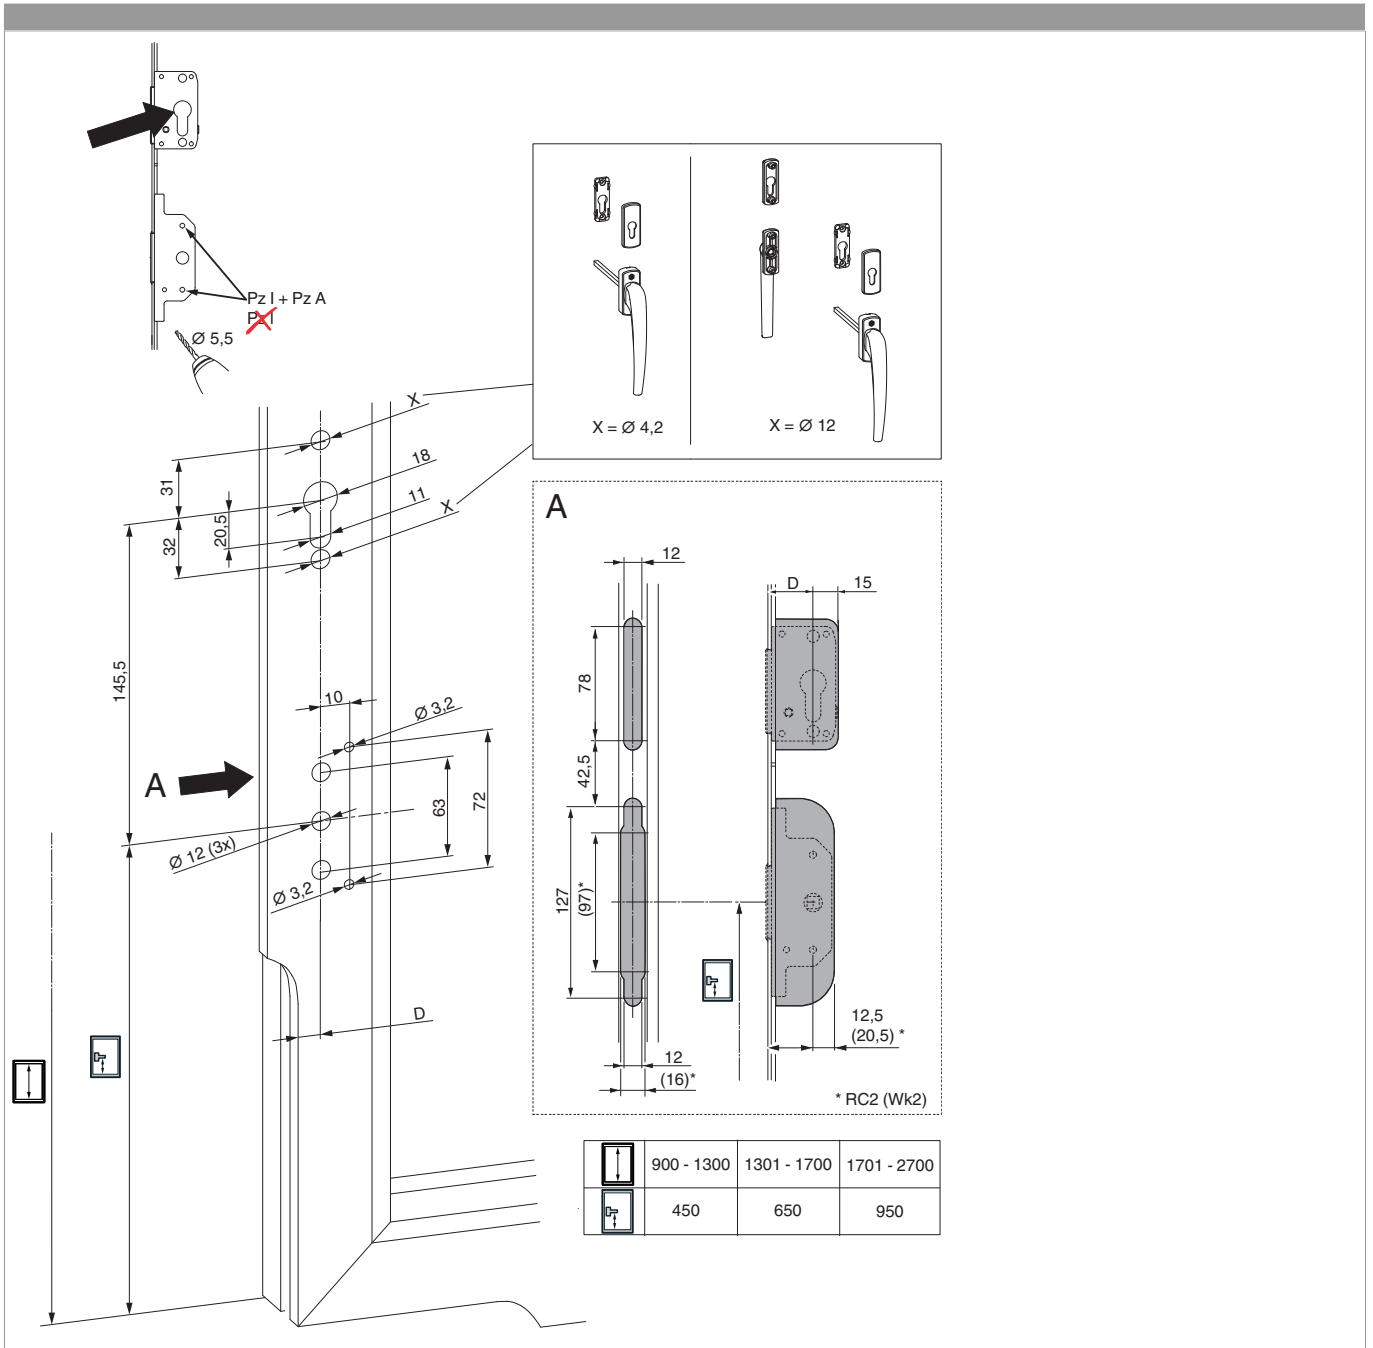 Pz I + Pz A
Pz I
Ø 5,5
X
18
11
X
31
32
20,5
145,5
10
Ø 3,2
A
63
72
Ø 12 (3x)
Ø 3,2
D
X = Ø 4,2
X = Ø 12
A
12
D
15
78
42,5
127
(97)*
12,5
(20,5) *
12
(16)*
* RC2 (Wk2)
900 - 1300 1301 - 1700 1701 - 2700
450 650 950